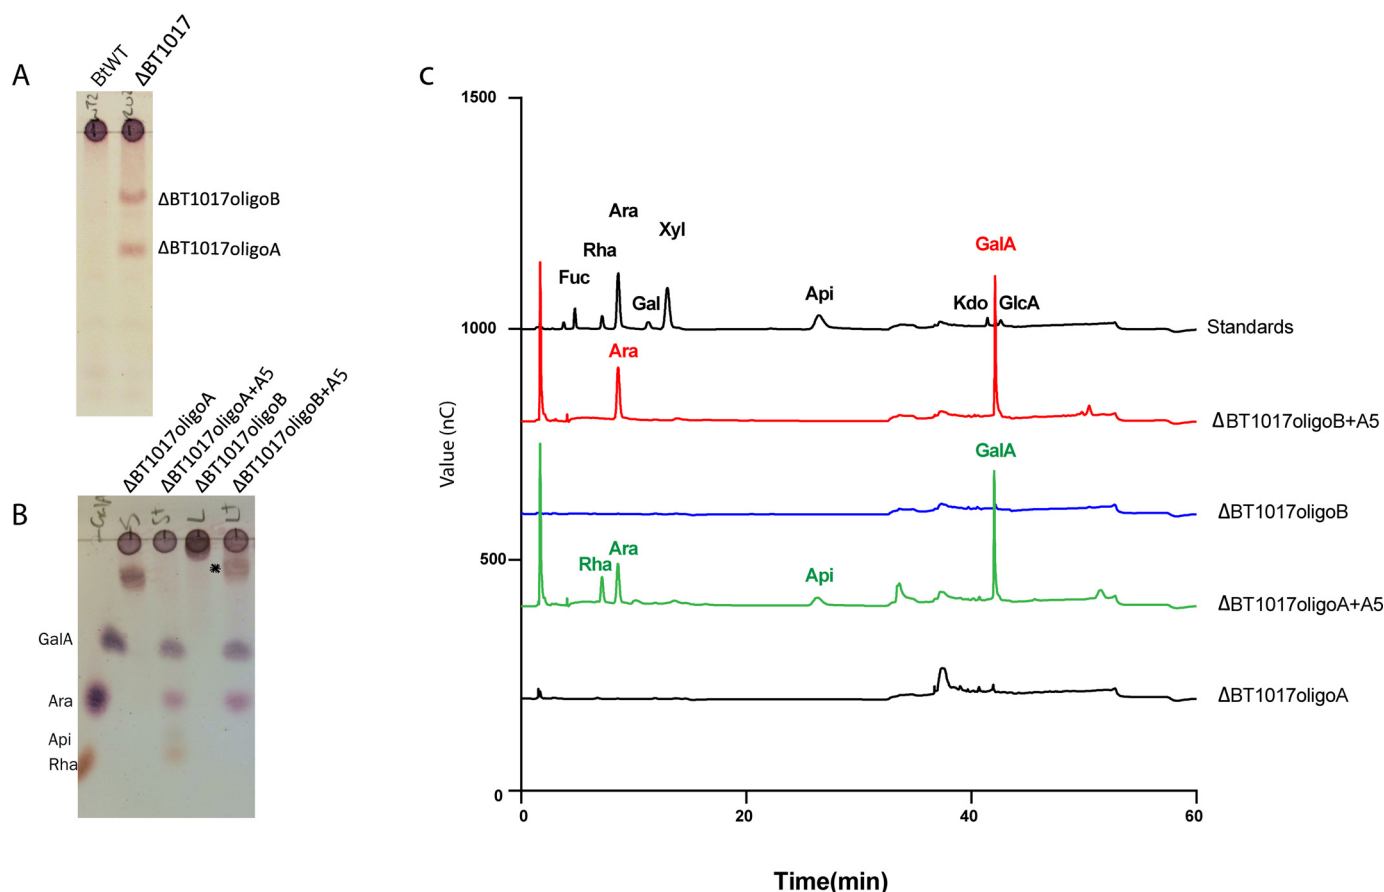 A
BtWT
ΔBT1017
ΔBT1017oligoB
ΔBT1017oligoA
B
ΔBT1017oligoA
ΔBT1017oligoA+A5
ΔBT1017oligoB
ΔBT1017oligoB+A5
S
S+
L
L+
*
GalA
Ara
Api
Rha
C
1500
1000
500
0
Value (nC)
Fuc
Rha
Ara
Gal
Xyl
Api
Kdo
GlcA
GalA
Standards
Ara
ΔBT1017oligoB+A5
GalA
ΔBT1017oligoB
Rha
Ara
Api
ΔBT1017oligoA+A5
ΔBT1017oligoA
0
20
40
60
Time(min)